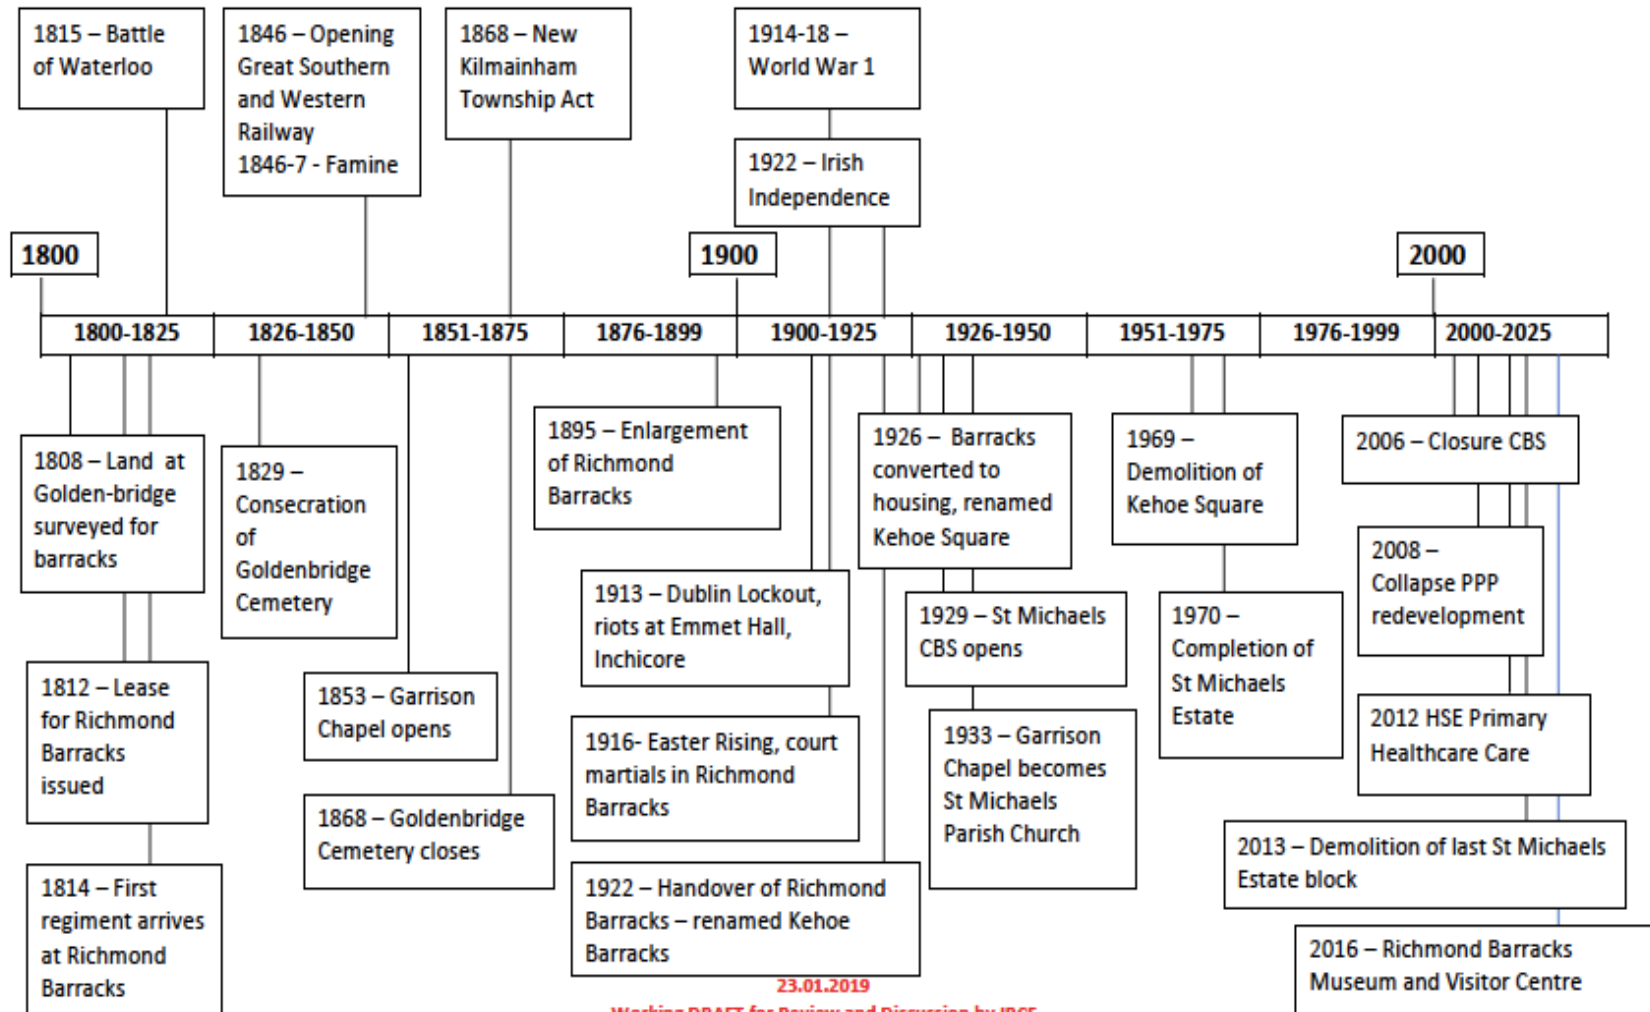 1815 – Battle
of Waterloo
1846 – Opening
Great Southern
and Western
Railway
1846-7 - Famine
1868 – New
Kilmainham
Township Act
1914-18 –
World War 1
1922 – Irish
Independence
1800
1900
2000
1800-1825
1826-1850
1851-1875
1876-1899
1900-1925
1926-1950
1951-1975
1976-1999
2000-2025
1808 – Land at
Golden-bridge
surveyed for
barracks
1812 – Lease
for Richmond
Barracks
issued
1814 – First
regiment arrives
at Richmond
Barracks
1829 –
Consecration
of
Goldenbridge
Cemetery
1853 – Garrison
Chapel opens
1868 – Goldenbridge
Cemetery closes
1895 – Enlargement
of Richmond
Barracks
1913 – Dublin Lockout,
riots at Emmet Hall,
Inchicore
1916- Easter Rising, court
martials in Richmond
Barracks
1922 – Handover of Richmond
Barracks – renamed Kehoe
Barracks
1926 – Barracks
converted to
housing, renamed
Kehoe Square
1929 – St Michaels
CBS opens
1933 – Garrison
Chapel becomes
St Michaels
Parish Church
1969 –
Demolition of
Kehoe Square
1970 –
Completion of
St Michaels
Estate
2006 – Closure CBS
2008 –
Collapse PPP
redevelopment
2012 HSE Primary
Healthcare Care
2013 – Demolition of last St Michaels
Estate block
2016 – Richmond Barracks
Museum and Visitor Centre
23.01.2019
Working DRAFT for Review and Discussion by